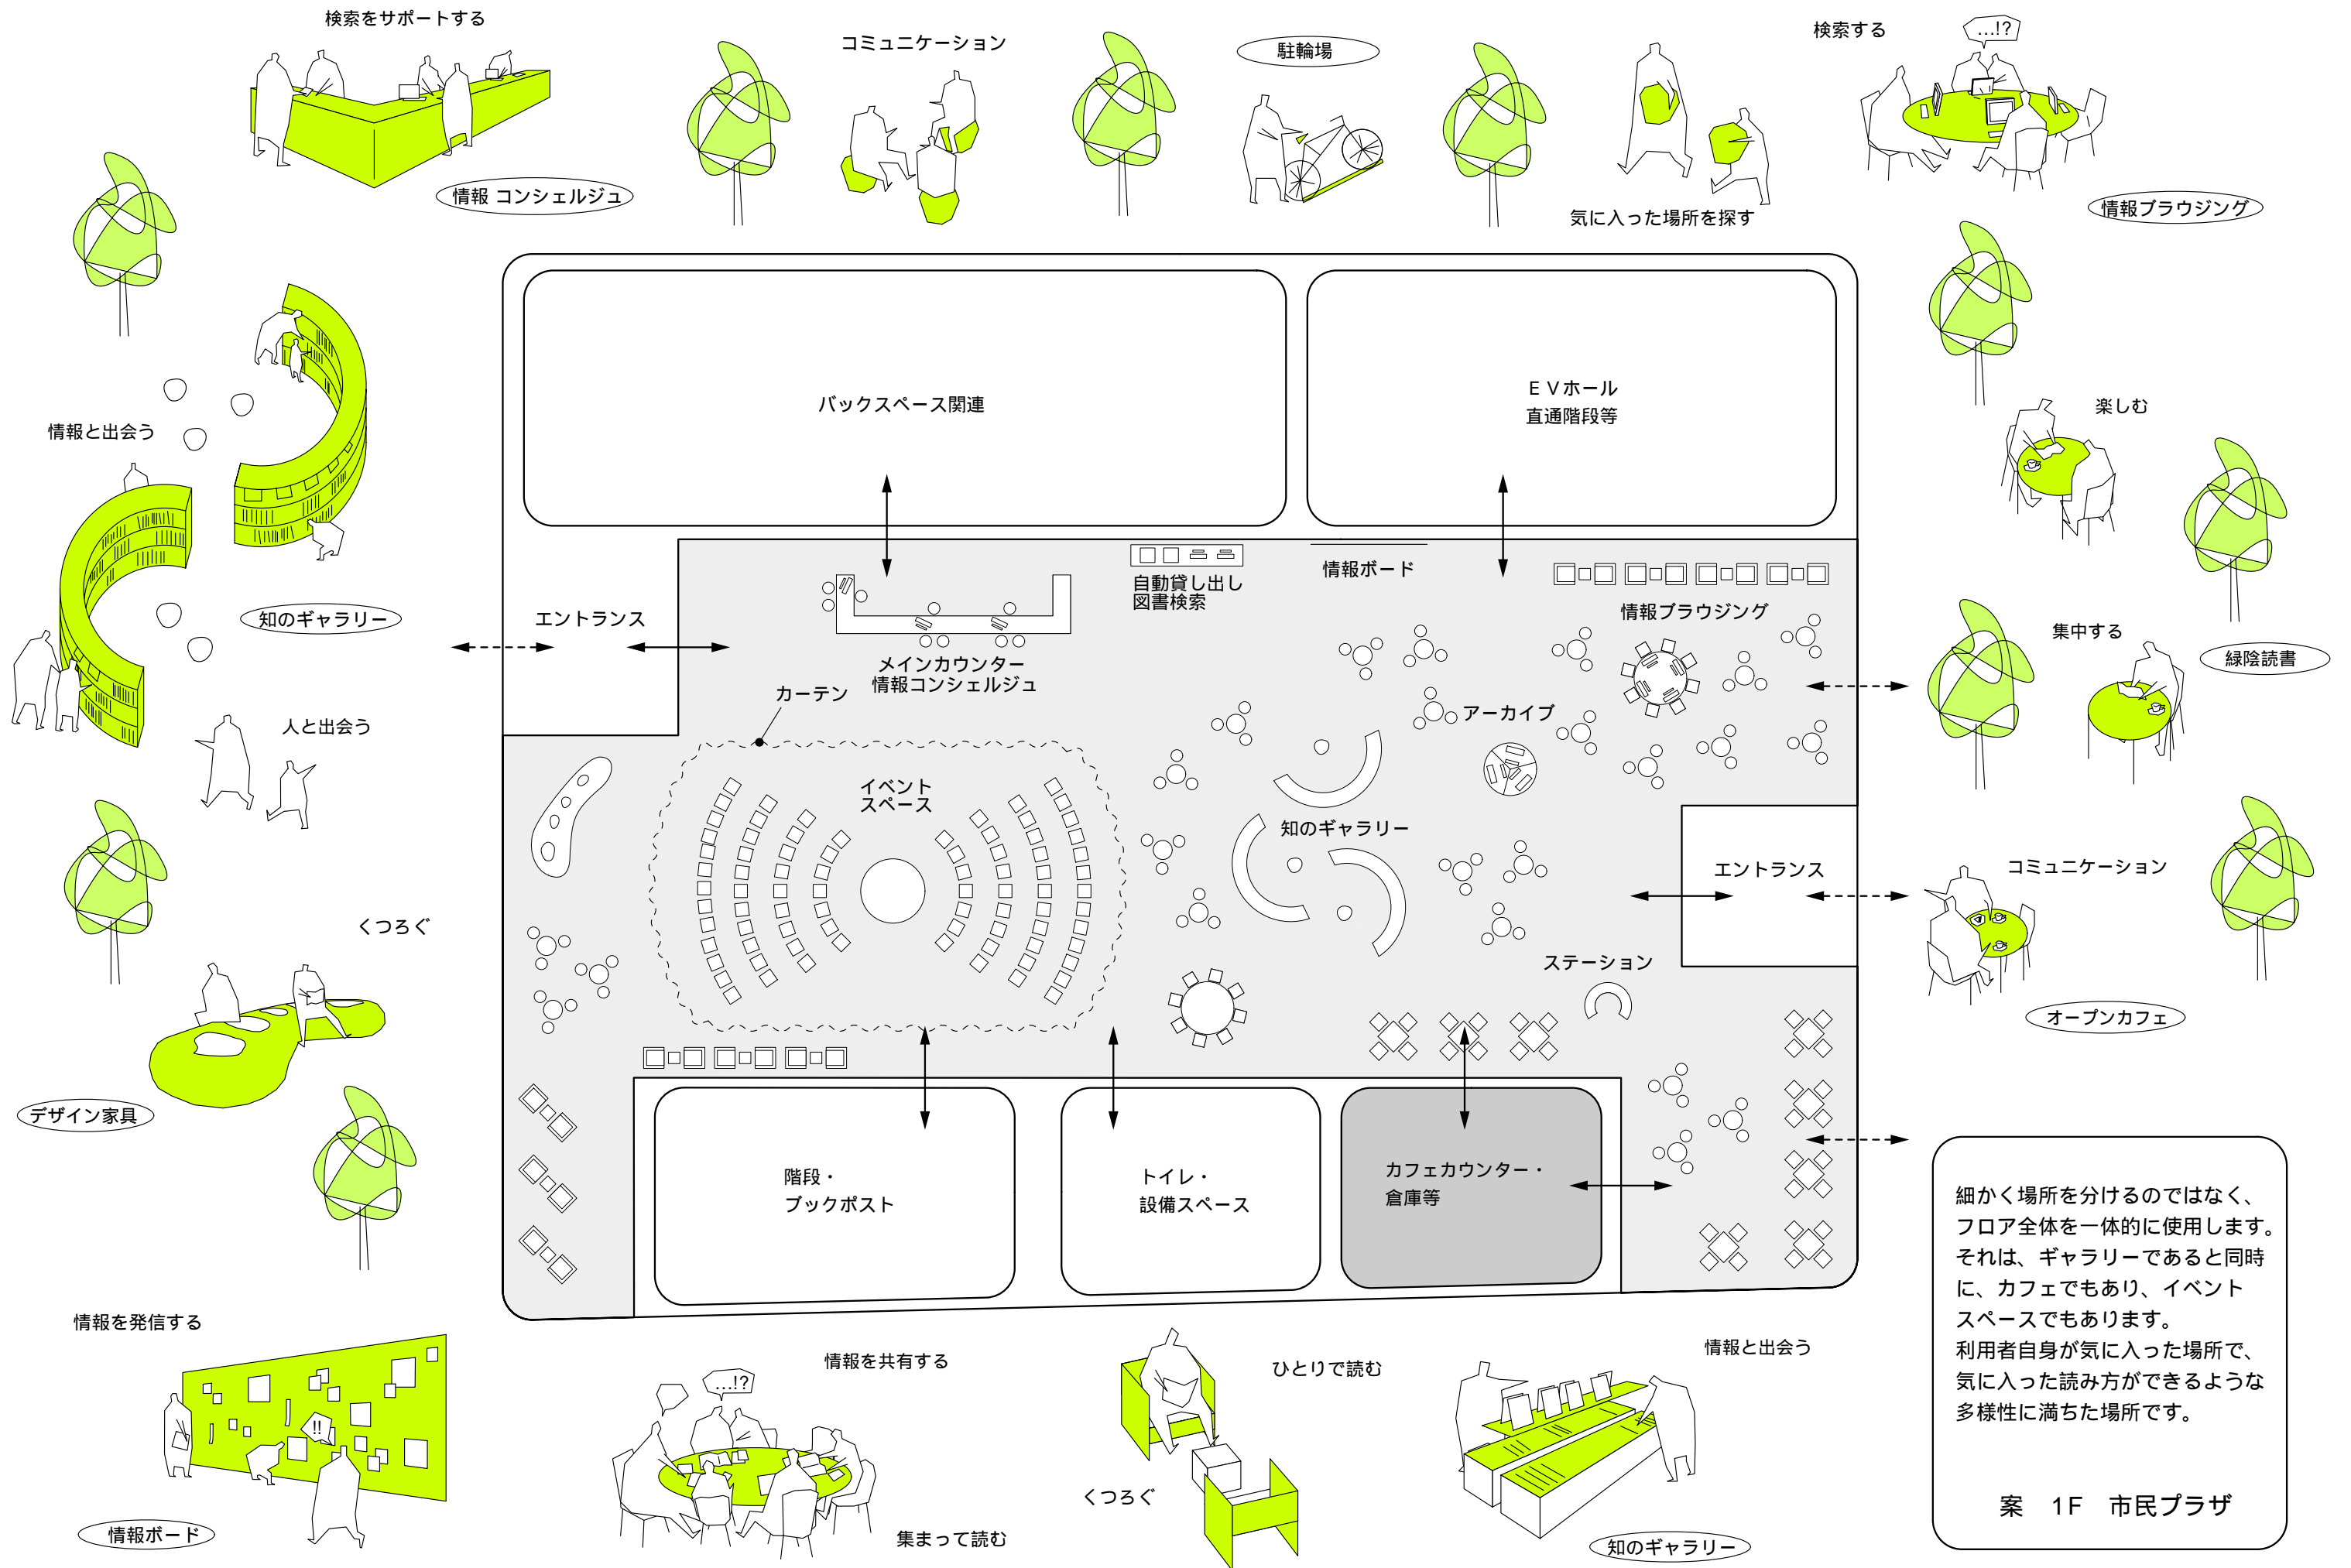 検索をサポートする
情報 コンシェルジュ
コミュニケーション
駐輪場
気に入った場所を探す
検索する
...!?
情報ブラウジング
情報と出会う
知のギャラリー
人と出会う
くつろぐ
デザイン家具
楽しむ
集中する
緑陰読書
コミュニケーション
オープンカフェ
バックスペース関連
ＥＶホール
直通階段等
エントランス
自動貸し出し
図書検索
情報ボード
情報ブラウジング
メインカウンター
情報コンシェルジュ
カーテン
アーカイブ
イベント
スペース
知のギャラリー
エントランス
ステーション
階段・
ブックポスト
トイレ・
設備スペース
カフェカウンター・
倉庫等
情報を発信する
!!
情報ボード
情報を共有する
...!?
集まって読む
ひとりで読む
くつろぐ
情報と出会う
知のギャラリー
細かく場所を分けるのではなく、
フロア全体を一体的に使用します。
それは、ギャラリーであると同時
に、カフェでもあり、イベント
スペースでもあります。
利用者自身が気に入った場所で、
気に入った読み方ができるような
多様性に満ちた場所です。
案　1F　市民プラザ